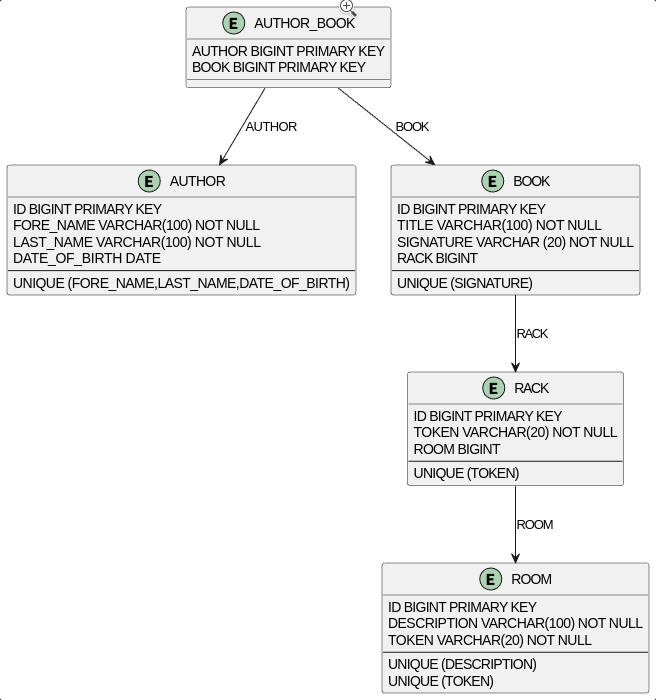 E AUTHOR_BOOK
AUTHOR BIGINT PRIMARY KEY
BOOK BIGINT PRIMARY KEY
AUTHOR
BOOK
E AUTHOR
ID BIGINT PRIMARY KEY
FORE_NAME VARCHAR(100) NOT NULL
LAST_NAME VARCHAR(100) NOT NULL
DATE_OF_BIRTH DATE
UNIQUE (FORE_NAME,LAST_NAME,DATE_OF_BIRTH)
E BOOK
ID BIGINT PRIMARY KEY
TITLE VARCHAR(100) NOT NULL
SIGNATURE VARCHAR (20) NOT NULL
RACK BIGINT
UNIQUE (SIGNATURE)
RACK
E RACK
ID BIGINT PRIMARY KEY
TOKEN VARCHAR(20) NOT NULL
ROOM BIGINT
UNIQUE (TOKEN)
ROOM
E ROOM
ID BIGINT PRIMARY KEY
DESCRIPTION VARCHAR(100) NOT NULL
TOKEN VARCHAR(20) NOT NULL
UNIQUE (DESCRIPTION)
UNIQUE (TOKEN)